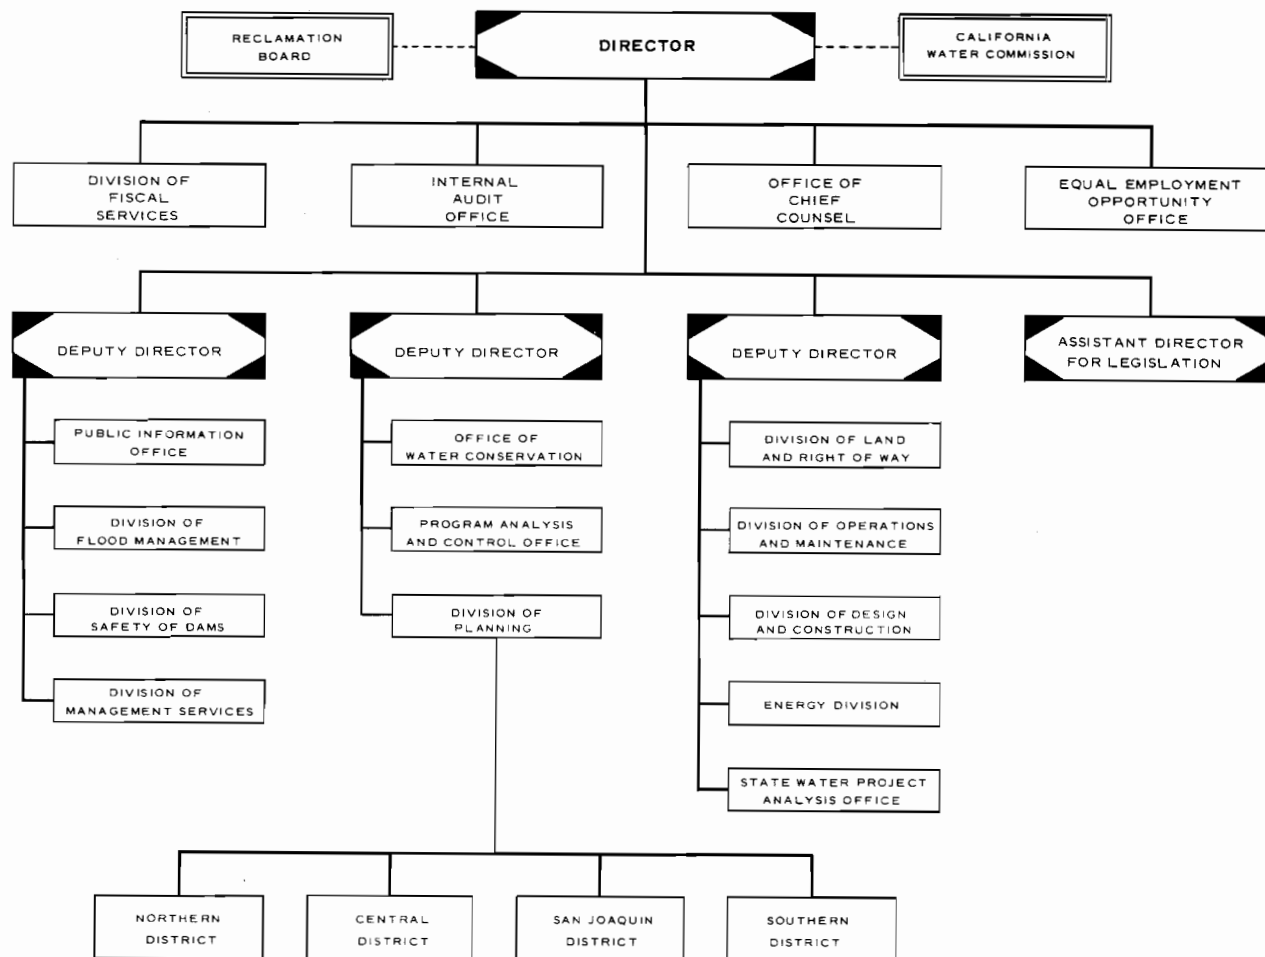 RECLAMATION
BOARD
DIRECTOR
CALIFORNIA
WATER COMMISSION
DIVISION OF
FISCAL
SERVICES
INTERNAL
AUDIT
OFFICE
OFFICE OF
CHIEF
COUNSEL
EQUAL EMPLOYMENT
OPPORTUNITY
OFFICE
DEPUTY DIRECTOR
DEPUTY DIRECTOR
DEPUTY DIRECTOR
ASSISTANT DIRECTOR
FOR LEGISLATION
PUBLIC INFORMATION
OFFICE
DIVISION OF
FLOOD MANAGEMENT
DIVISION OF
SAFETY OF DAMS
DIVISION OF
MANAGEMENT SERVICES
OFFICE OF
WATER CONSERVATION
PROGRAM ANALYSIS
AND CONTROL OFFICE
DIVISION OF
PLANNING
DIVISION OF LAND
AND RIGHT OF WAY
DIVISION OF OPERATIONS
AND MAINTENANCE
DIVISION OF DESIGN
AND CONSTRUCTION
ENERGY DIVISION
STATE WATER PROJECT
ANALYSIS OFFICE
NORTHERN
DISTRICT
CENTRAL
DISTRICT
SAN JOAQUIN
DISTRICT
SOUTHERN
DISTRICT